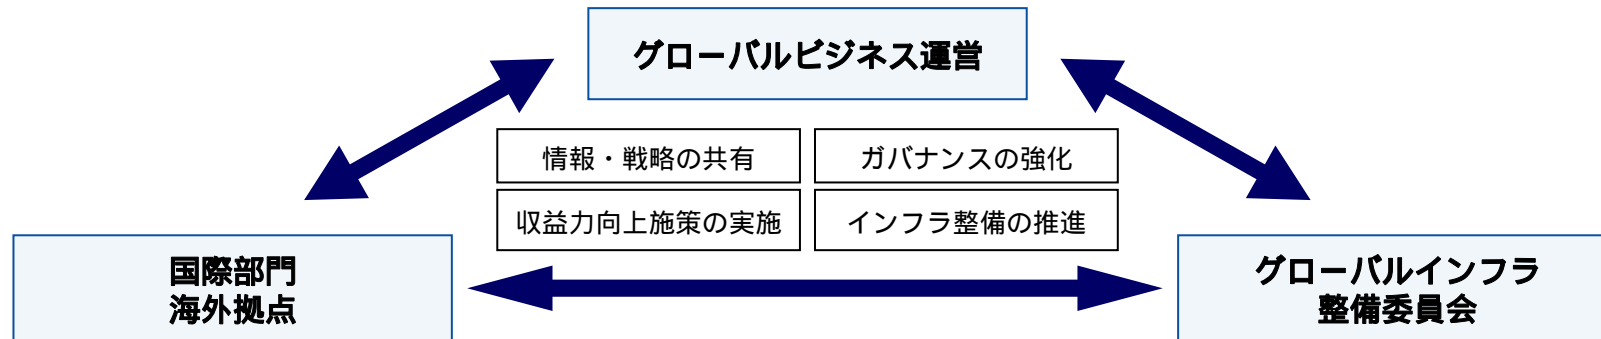 グローバルビジネス運営
情報・戦略の共有
ガバナンスの強化
収益力向上施策の実施
インフラ整備の推進
国際部門
海外拠点
グローバルインフラ
整備委員会